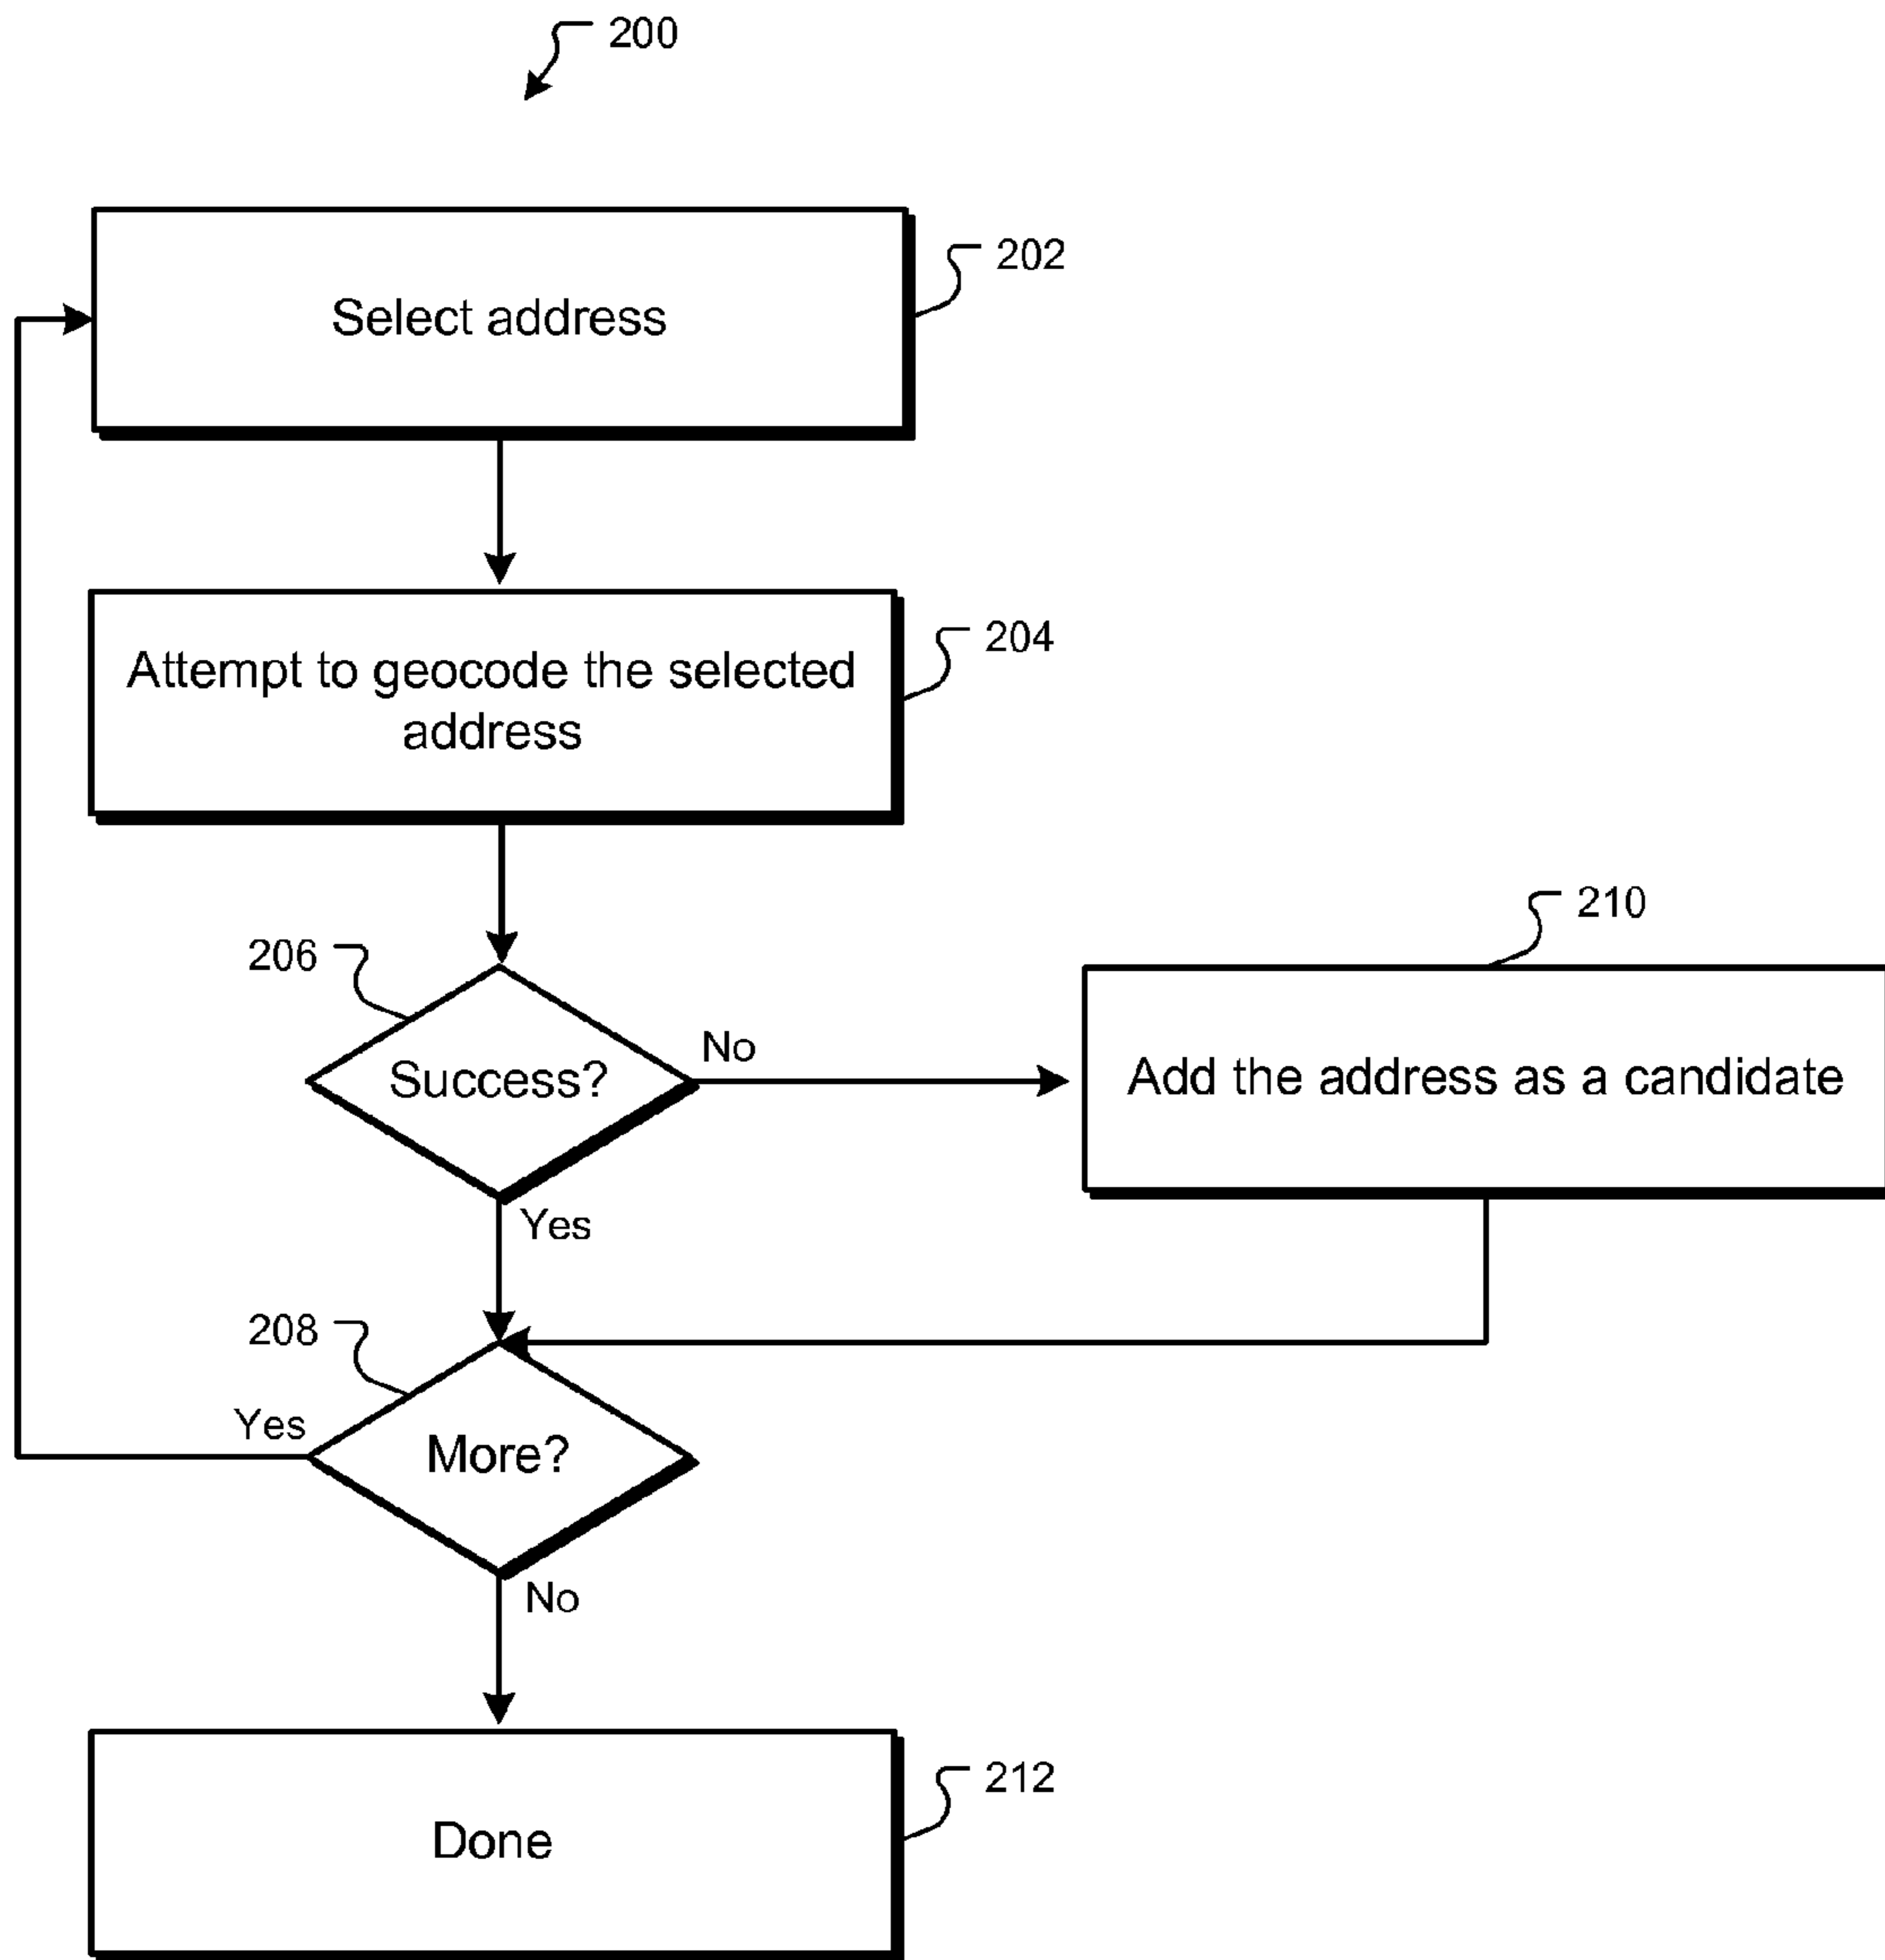 200
202
Select address
204
Attempt to geocode the selected
address
206
Success?
No
210
Add the address as a candidate
Yes
208
Yes
More?
No
212
Done